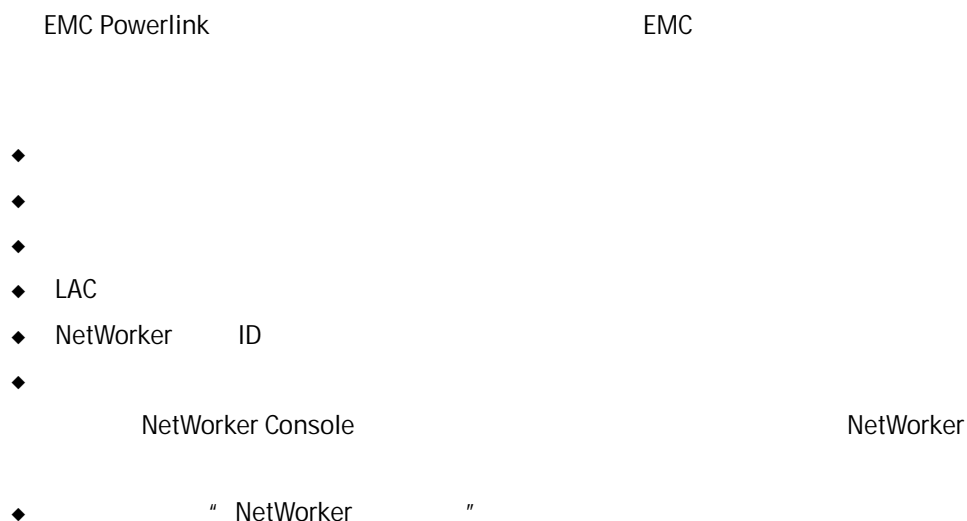 EMC Powerlink EMC
◆
◆
◆
◆ LAC
◆ NetWorker ID
◆
NetWorker Console NetWorker
◆ " NetWorker "